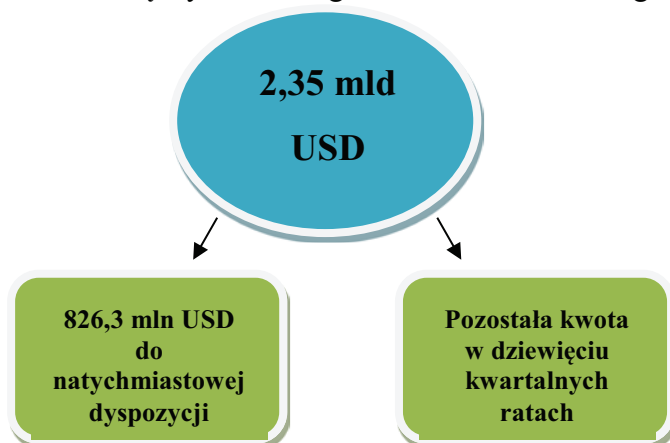 2,35 mld
USD
826,3 mln USD
do
natychmiastowej
dyspozycji
Pozostała kwota
w dziewięciu
kwartalnych
ratach